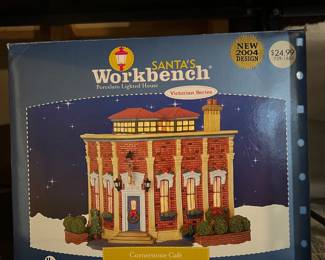 SANTA'S
Workbench®
Porcelain Lighted House
Victorian Series
NEW
2004
DESIGN
$24.99
Cornerstone Cafe